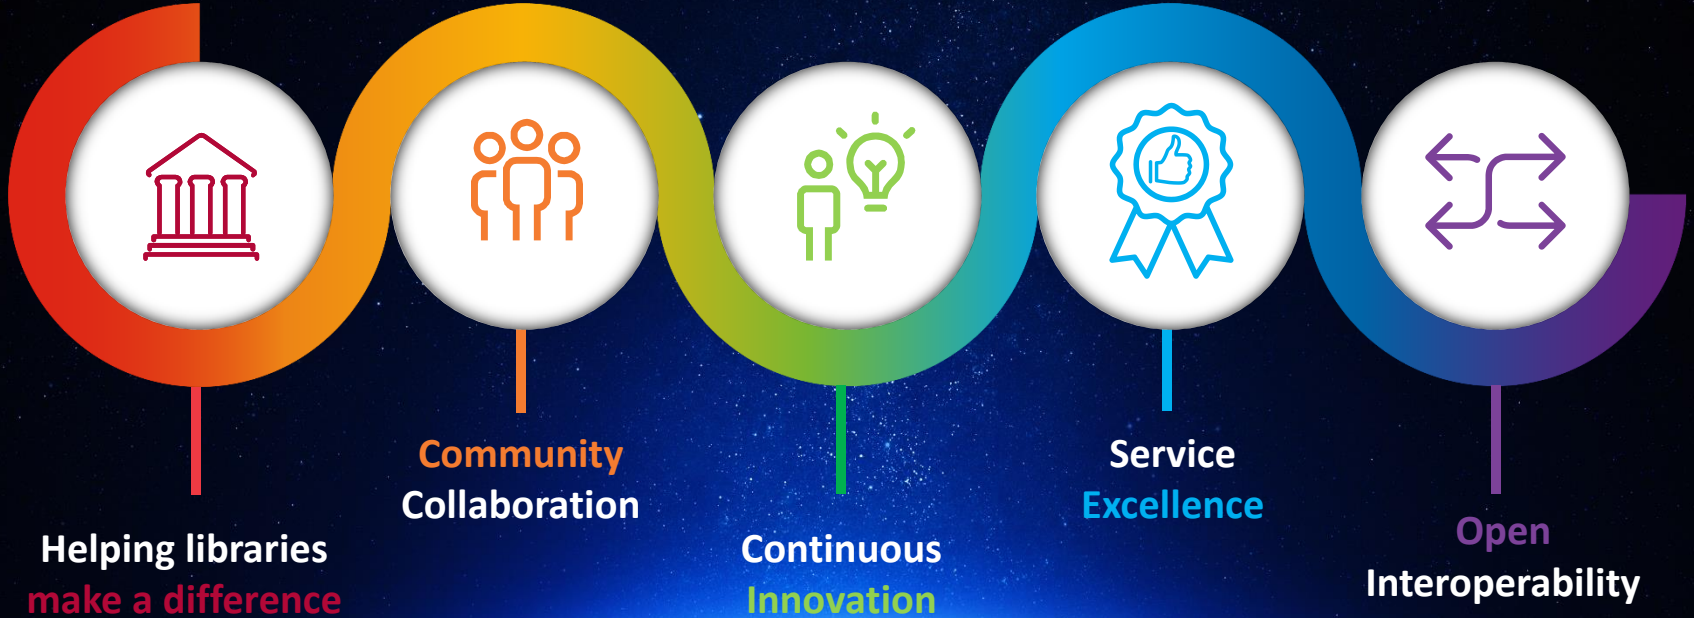 Helping libraries
make a difference
Community
Collaboration
Continuous
Innovation
Service
Excellence
Open
Interoperability